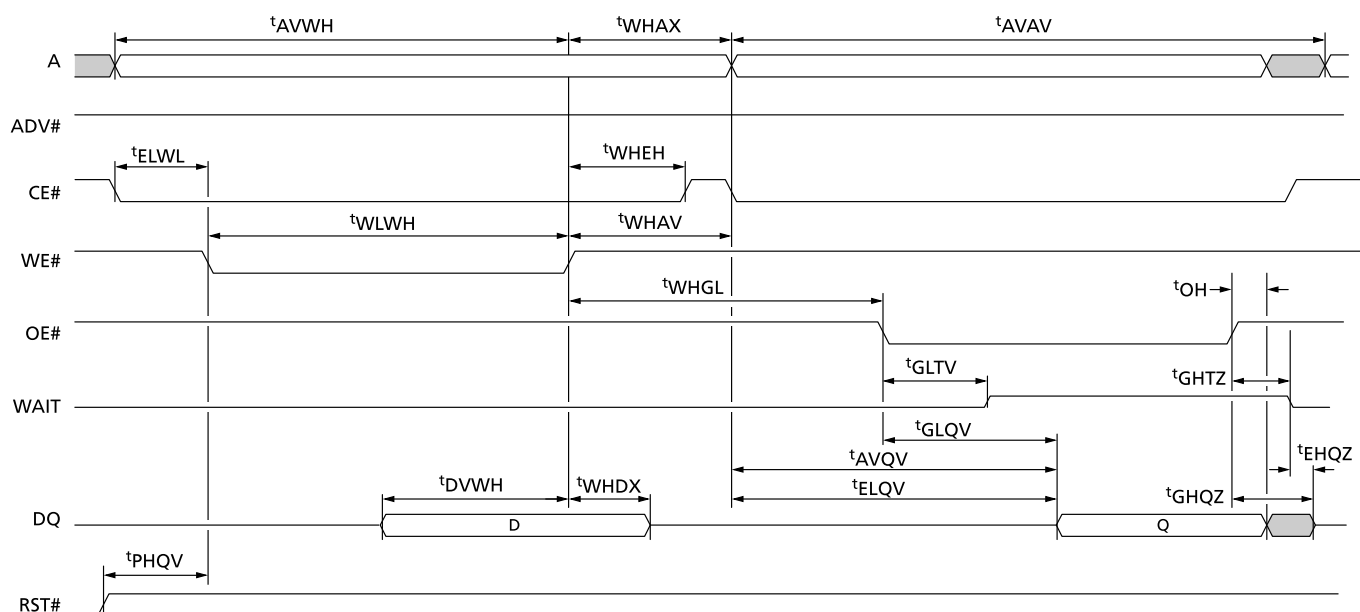 tAVWH tWHAX tAVAV
A
ADV#
tELWL tWHEH
CE#
tWLWH tWHAV
WE#
tWHGL tOH
OE#
tGLTV tGHTZ
WAIT
tGLQV
tEHQZ
tAVQV
tDVWH tWHDX tELQV tGHQZ
DQ D Q
tPHQV
RST#